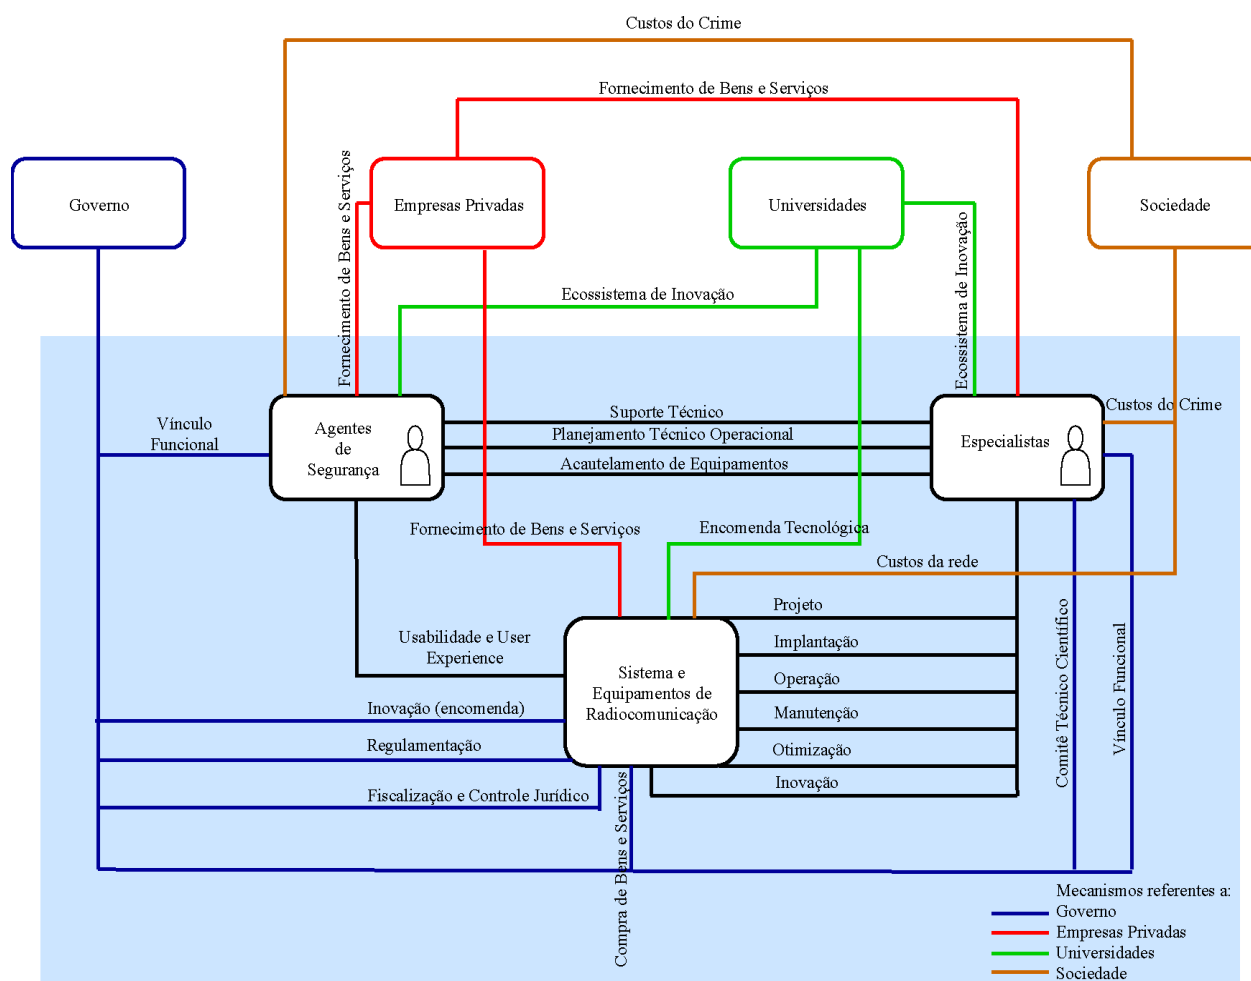 Custos do Crime
Fornecimento de Bens e Serviços
Governo
Fornecimento de Bens e Serviços
Empresas Privadas
Universidades
Ecossistema de Inovação
Sociedade
Ecossistema de Inovação
Vínculo
Funcional
Agentes
de
Segurança
Suporte Técnico
Planejamento Técnico Operacional
Acautelamento de Equipamentos
Especialistas
Custos do Crime
Fornecimento de Bens e Serviços
Encomenda Tecnológica
Custos da rede
Usabilidade e User
Experience
Sistema e
Equipamentos de
Radiocomunicação
Projeto
Implantação
Operação
Manutenção
Otimização
Inovação
Comitê Técnico Científico
Vínculo Funcional
Inovação (encomenda)
Regulamentação
Fiscalização e Controle Jurídico
Compra de Bens e Serviços
Mecanismos referentes a:
Governo
Empresas Privadas
Universidades
Sociedade